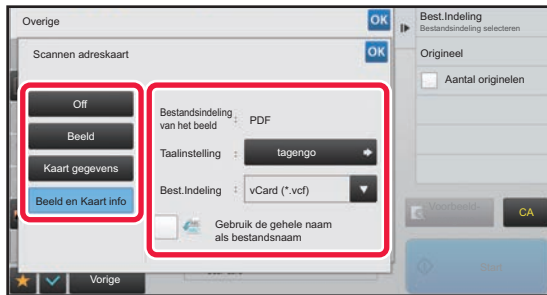 Overige
OK
Best.Indeling
Bestandsindeling selecteren
Scannen adreskaart
OK
Origineel
Aantal originelen
Off
Beeld
Kaart gegevens
Beeld en Kaart info
Bestandsindeling van het beeld : PDF
Taalinstelling : tagengo
Best.Indeling : vCard (*.vcf)
Gebruik de gehele naam
als bestandsnaam
Voorbeeld-
CA
Start
Vorige